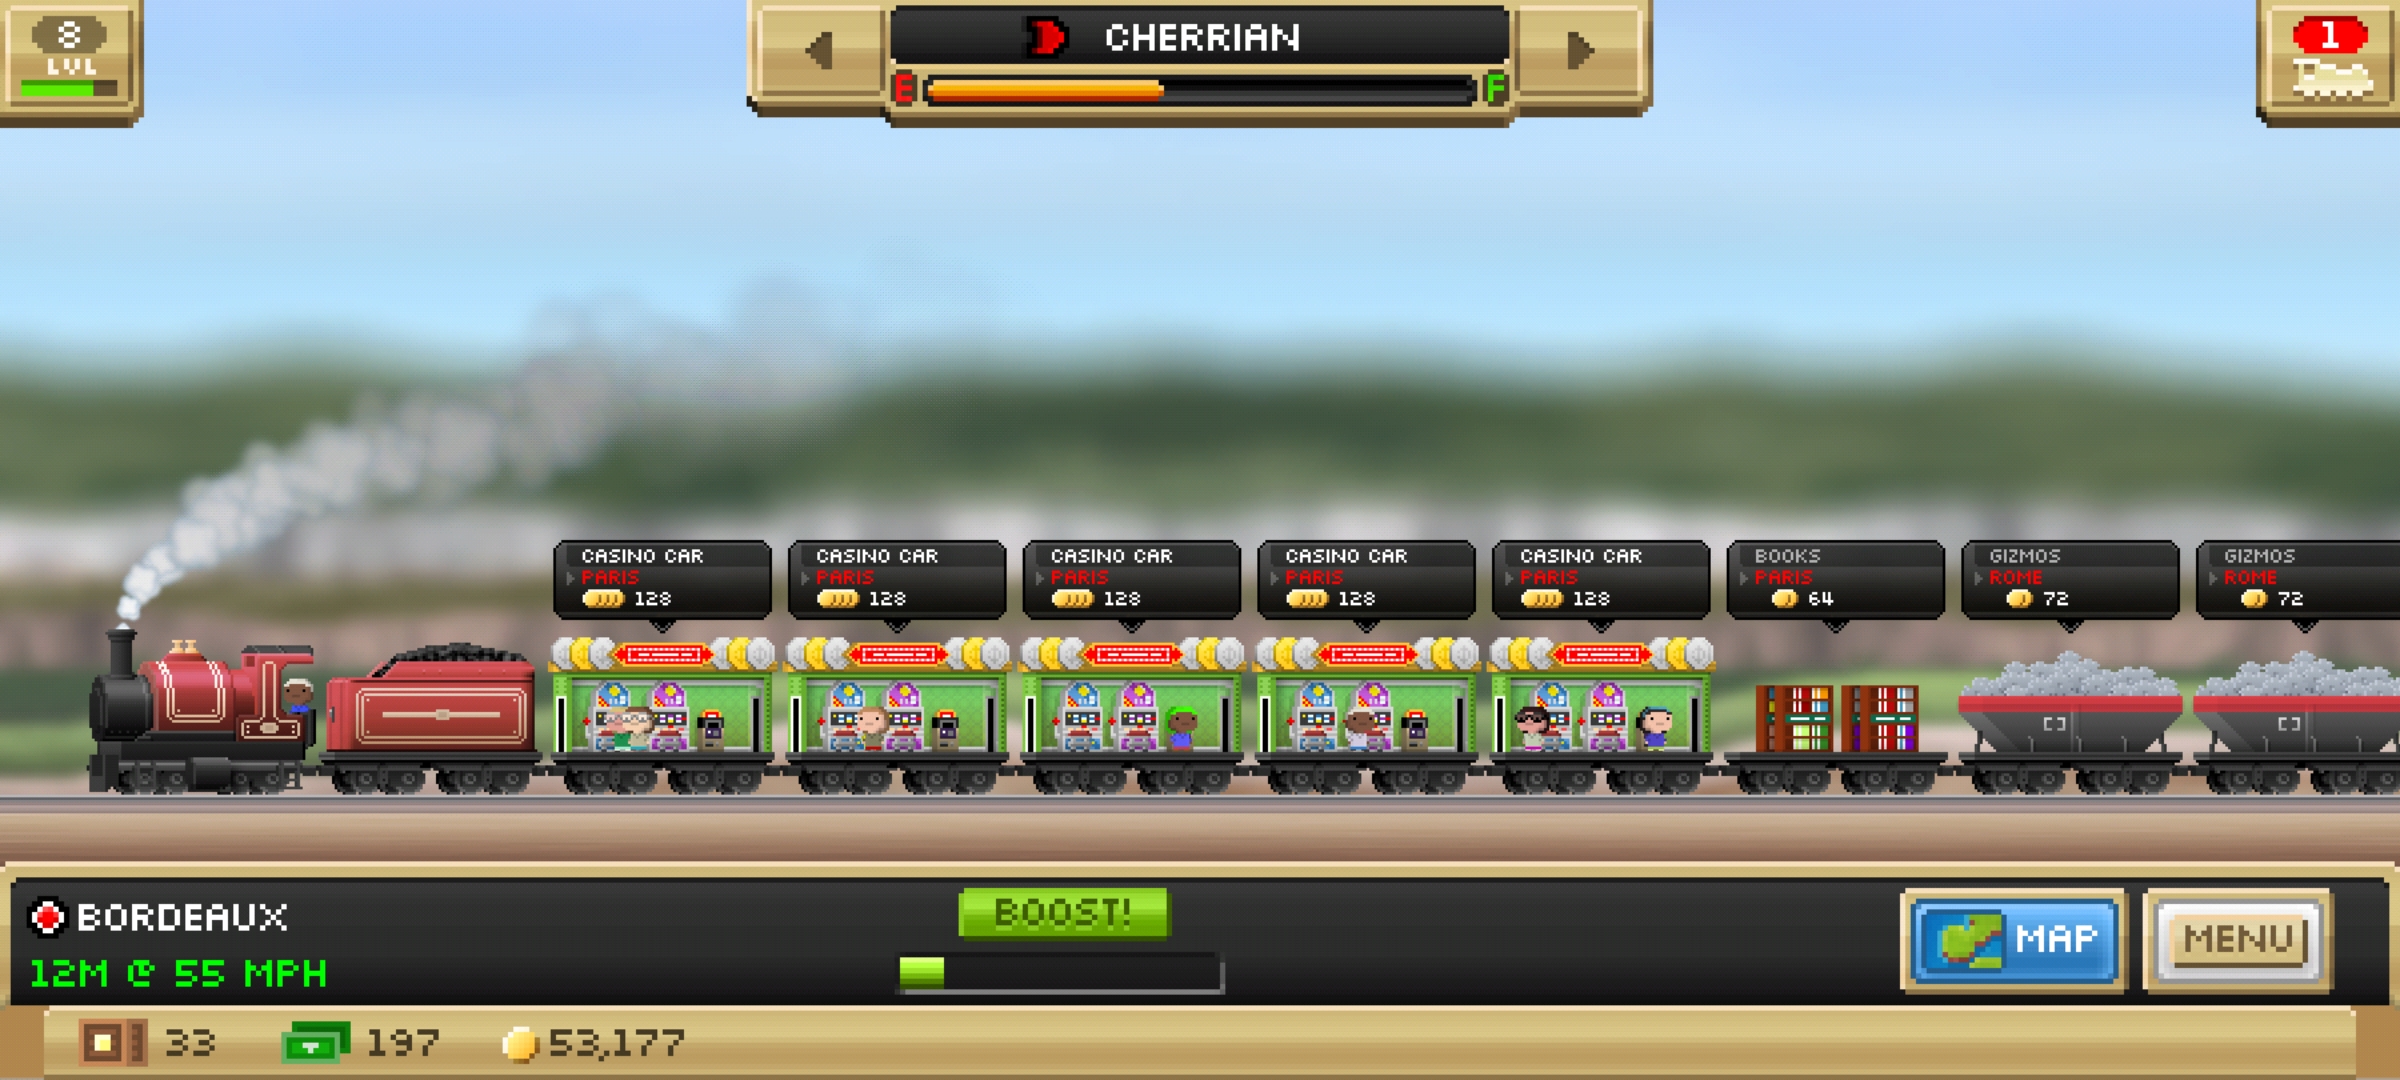 8
LVL
CHERRIAN
E F
1
CASINO CAR
PARIS
128
CASINO CAR
PARIS
128
CASINO CAR
PARIS
128
CASINO CAR
PARIS
128
CASINO CAR
PARIS
128
BOOKS
PARIS
64
GIZMOS
ROME
72
GIZMOS
ROME
72
BORDEAUX
12M @ 55 MPH
BOOST!
MAP
MENU
33
197
53,177